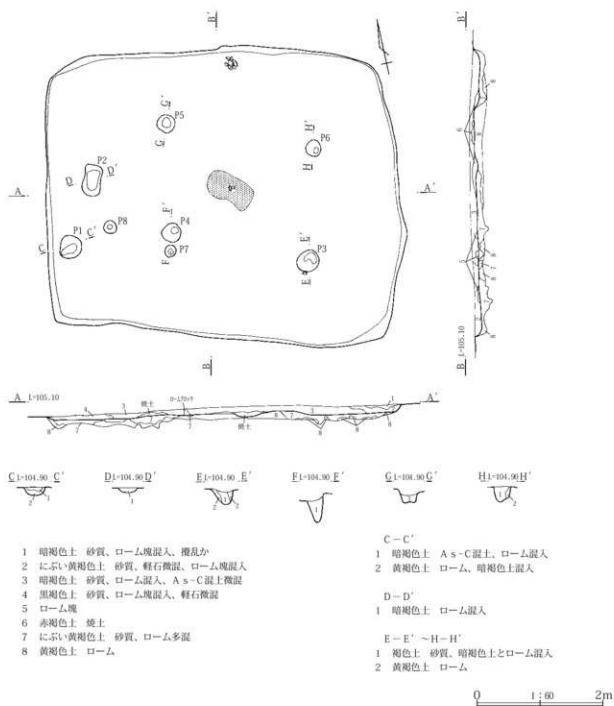 B′
B′
P5
G′
G
P6
H′
H
P2
D′
D
A
A′
P8
F′
P4
P1
C′
C
P7
F
E′
P3
E
B
B L=105.10
A L=105.10
A′
焼土
ロームブロック
焼土
C L=104.90 C′
D L=104.90 D′
E L=104.90 E′
F L=104.90 F′
G L=104.90 G′
H L=104.90 H′
1 暗褐色土 砂質、ローム塊混入、攪乱か
2 にぶい黄褐色土 砂質、軽石微混、ローム塊混入
3 暗褐色土 砂質、ローム混入、As-C混土微混
4 黒褐色土 砂質、ローム塊混入、軽石微混
5 ローム塊
6 赤褐色土 焼土
7 にぶい黄褐色土 砂質、ローム多混
8 黄褐色土 ローム
C-C′
1 暗褐色土 As-C混土、ローム混入
2 黄褐色土 ローム、暗褐色土混入
D-D′
1 暗褐色土 ローム混入
E-E′ ~H-H′
1 褐色土 砂質、暗褐色土とローム混入
2 黄褐色土 ローム
0 1:60 2m